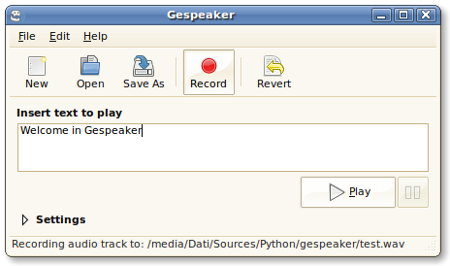 Gespeaker
File Edit Help
New Open Save As Record Revert
Insert text to play
Welcome in Gespeaker
Play
Settings
Recording audio track to: /media/Dati/Sources/Python/gespeaker/test.wav